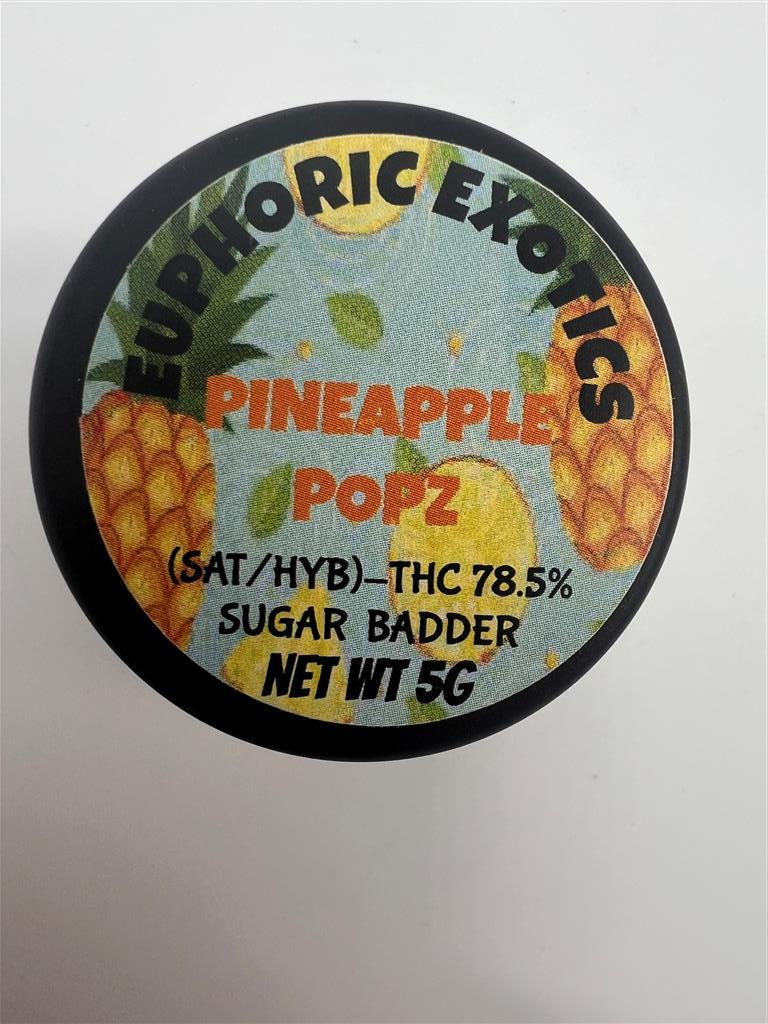 EUPHORIC EXOTICS
PINEAPPLE
POPZ
(SAT/HYB)–THC 78.5%
SUGAR BADDER
NET WT 5G